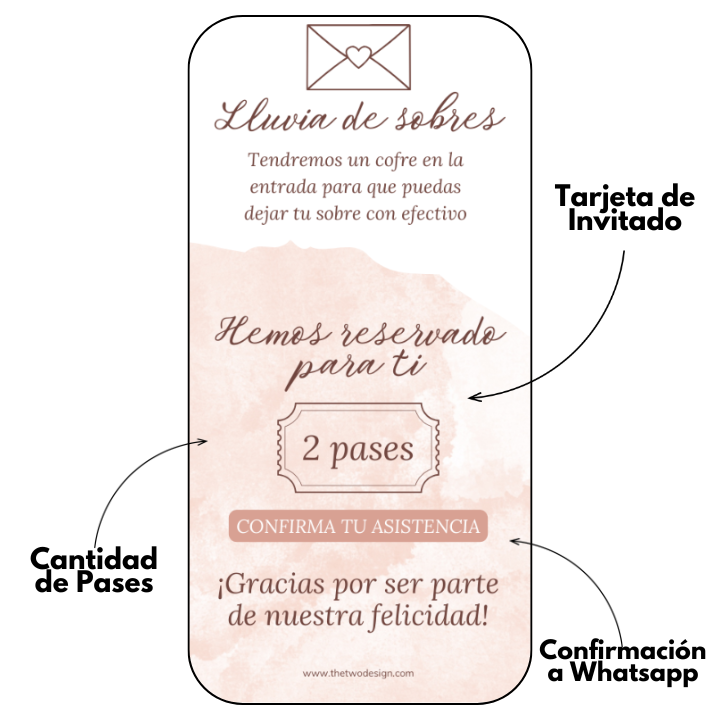 Lluvia de sobres
Tendremos un cofre en la
entrada para que puedas
dejar tu sobre con efectivo
Tarjeta de
Invitado
Hemos reservado
para ti
2 pases
CONFIRMA TU ASISTENCIA
Cantidad
de Pases
¡Gracias por ser parte
de nuestra felicidad!
Confirmación
a Whatsapp
www.thetwodesign.com